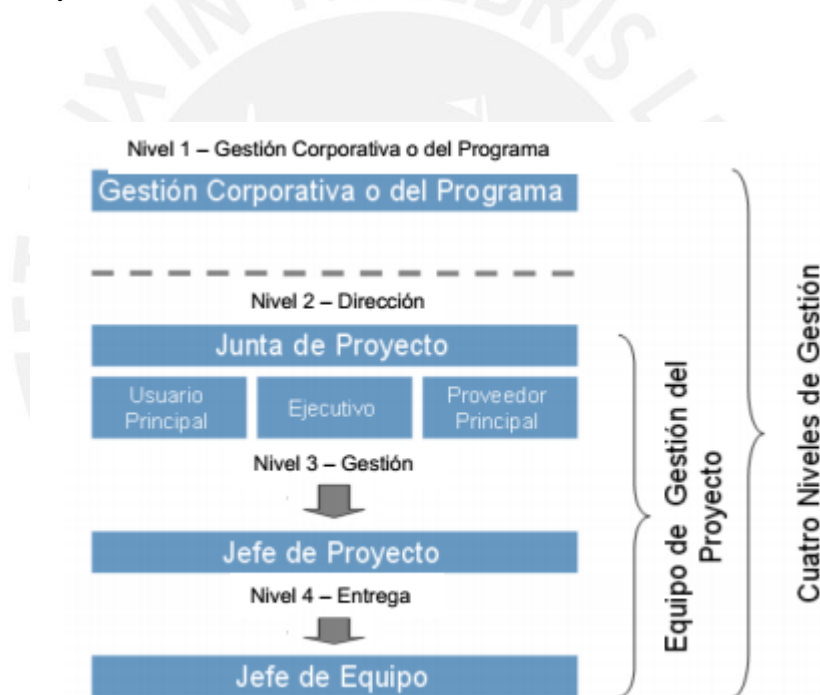 Nivel 1 – Gestión Corporativa o del Programa
Gestión Corporativa o del Programa
Nivel 2 – Dirección
Junta de Proyecto
Usuario
Principal
Ejecutivo
Proveedor
Principal
Nivel 3 – Gestión
Jefe de Proyecto
Nivel 4 – Entrega
Jefe de Equipo
Equipo de Gestión del
Proyecto
Cuatro Niveles de Gestión